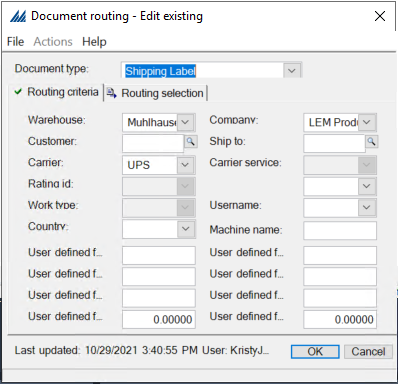 Document routing - Edit existing
File Actions Help
Document type: Shipping Label
Routing criteria Routing selection
Warehouse: Muhlhause Company: LEM Produ
Customer: Ship to:
Carrier: UPS Carrier service:
Rating id:
Work type: Username:
Country: Machine name:
User defined f... User defined f...
User defined f... User defined f...
User defined f... User defined f...
User defined f... 0.00000 User defined f... 0.00000
Last updated: 10/29/2021 3:40:55 PM User: KristyJ... OK Cancel